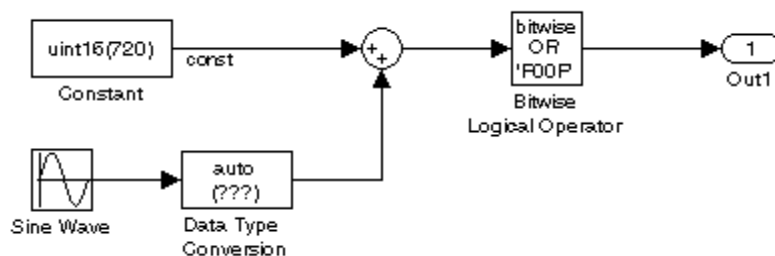 uint16(720)
const
Constant
+
+
bitwise
OR
'F00F'
Bitwise
Logical Operator
1
Out1
Sine Wave
auto
(???)
Data Type
Conversion